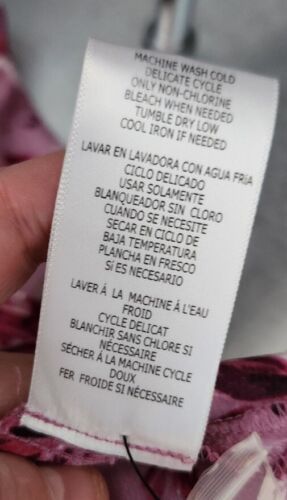 MACHINE WASH COLD
DELICATE CYCLE
ONLY NON-CHLORINE
BLEACH WHEN NEEDED
TUMBLE DRY LOW
COOL IRON IF NEEDED
LAVAR EN LAVADORA CON AGUA FRíA
CICLO DELICADO
USAR SOLAMENTE
BLANQUEADOR SIN CLORO
CUANDO SE NECESITE
SECAR EN CICLO DE
BAJA TEMPERATURA
PLANCHA EN FRESCO
Sí ES NECESARIO
LAVER À LA MACHINE À L'EAU
FROID
CYCLE DELICAT
BLANCHIR SANS CHLORE SI
NÉCESSAIRE
SÉCHER À LA MACHINE CYCLE
DOUX
FER FROIDE SI NÉCESSAIRE